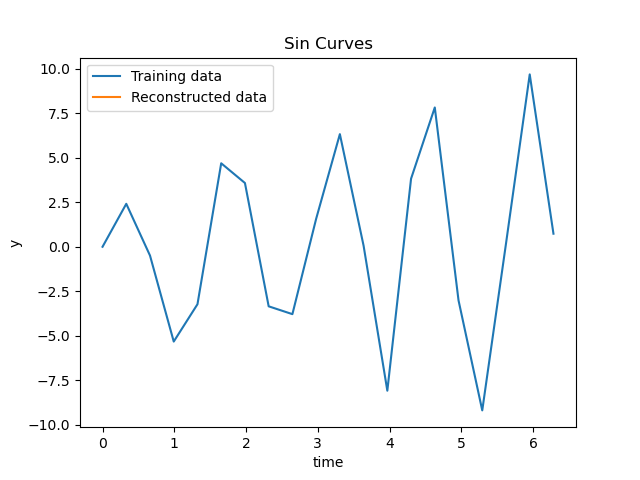 Sin Curves
Training data
Reconstructed data
10.0
7.5
5.0
2.5
0.0
−2.5
−5.0
−7.5
−10.0
y
0 1 2 3 4 5 6
time